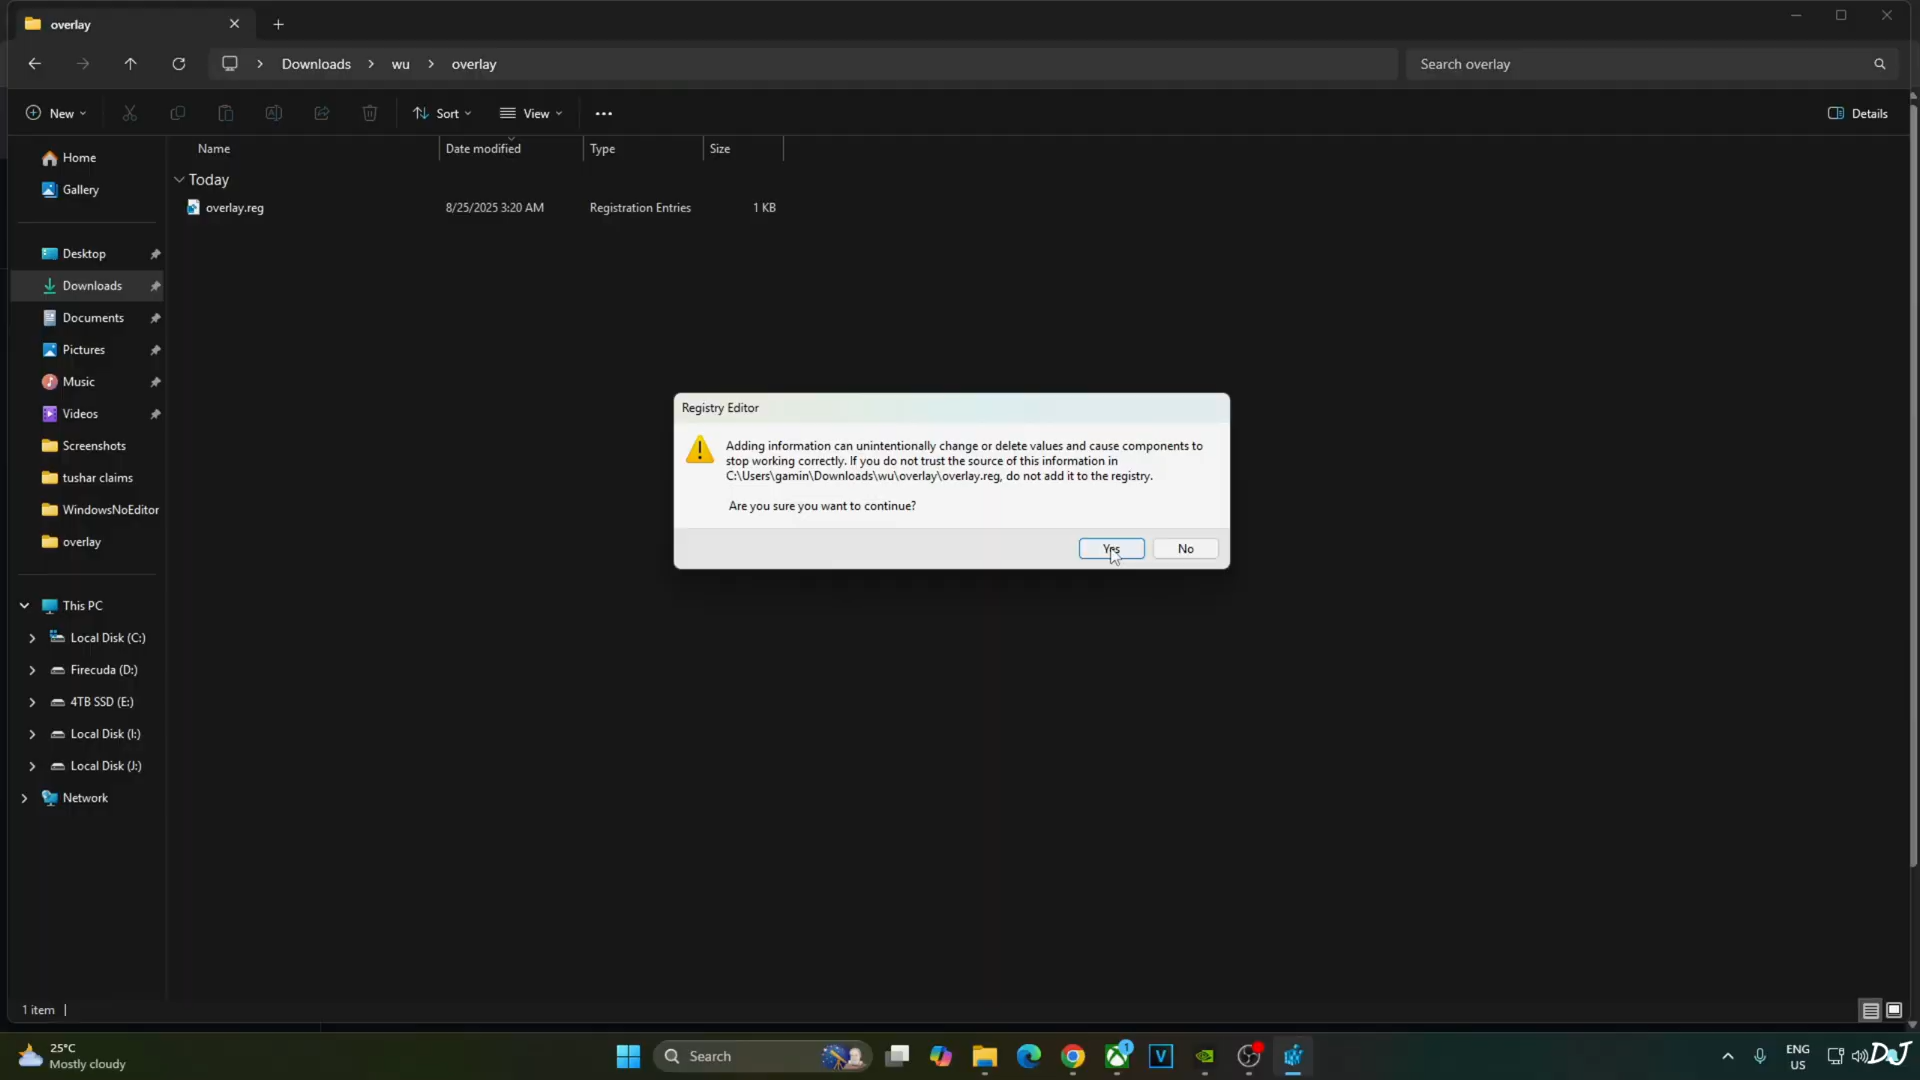 overlay
Downloads
wu
overlay
Search overlay
New
Sort
View
Details
Name
Date modified
Type
Size
Today
overlay.reg
8/25/2025 3:20 AM
Registration Entries
1 KB
Home
Gallery
Desktop
Downloads
Documents
Pictures
Music
Videos
Screenshots
tushar claims
WindowsNoEditor
overlay
This PC
Local Disk (C:)
Firecuda (D:)
4TB SSD (E:)
Local Disk (I:)
Local Disk (J:)
Network
Registry Editor
Adding information can unintentionally change or delete values and cause components to
stop working correctly. If you do not trust the source of this information in
C:\Users\gamin\Downloads\wu\overlay\overlay.reg, do not add it to the registry.
Are you sure you want to continue?
Yes
No
1 item
25°C
Mostly cloudy
Search
1
V
ENG
US
DJ